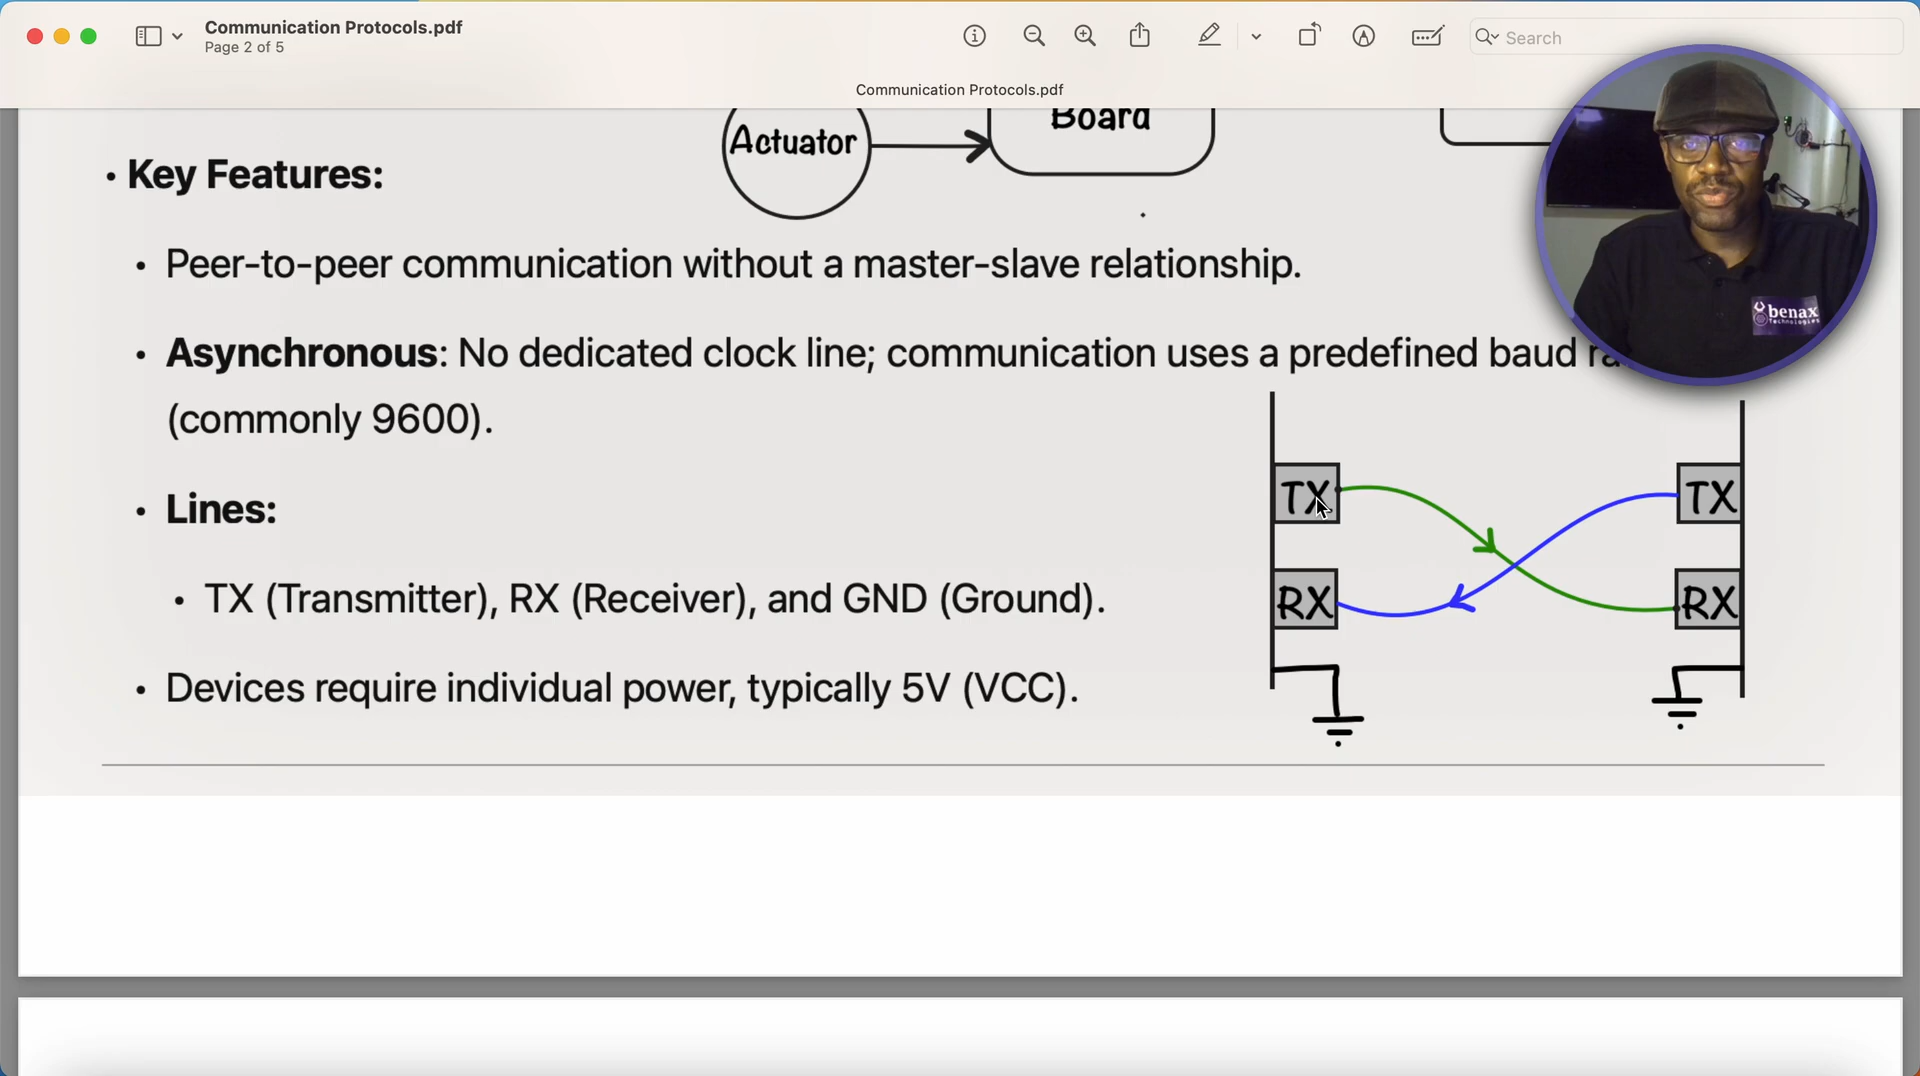 Communication Protocols.pdf
Page 2 of 5
Search
Communication Protocols.pdf
Actuator
Board
• Key Features:
• Peer-to-peer communication without a master-slave relationship.
• Asynchronous: No dedicated clock line; communication uses a predefined baud
(commonly 9600).
• Lines:
• TX (Transmitter), RX (Receiver), and GND (Ground).
• Devices require individual power, typically 5V (VCC).
TX
TX
RX
RX
benax
Technologies